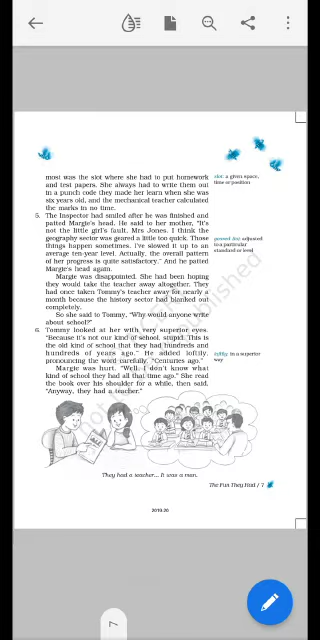 most was the slot where she had to put homework
and test papers. She always had to write them out
in a punch code they made her learn when she was
six years old, and the mechanical teacher calculated
the marks in no time.
5. The Inspector had smiled after he was finished and
patted Margie's head. He said to her mother, "It's
not the little girl's fault, Mrs Jones. I think the
geography sector was geared a little too quick. Those
things happen sometimes. I've slowed it up to an
average ten-year level. Actually, the overall pattern
of her progress is quite satisfactory." And he patted
Margie's head again.
Margie was disappointed. She had been hoping
they would take the teacher away altogether. They
had once taken Tommy's teacher away for nearly a
month because the history sector had blanked out
completely.
So she said to Tommy, "Why would anyone write
about school?"
6. Tommy looked at her with very superior eyes.
"Because it's not our kind of school, stupid. This is
the old kind of school that they had hundreds and
hundreds of years ago." He added loftily,
pronouncing the word carefully, "Centuries ago."
Margie was hurt. "Well, I don't know what
kind of school they had all that time ago." She read
the book over his shoulder for a while, then said,
"Anyway, they had a teacher."
slot: a given space,
time or position
geared (to): adjusted
to a particular
standard or level
loftily: in a superior
way
They had a teacher... It was a man.
The Fun They Had / 7
2019-20
7